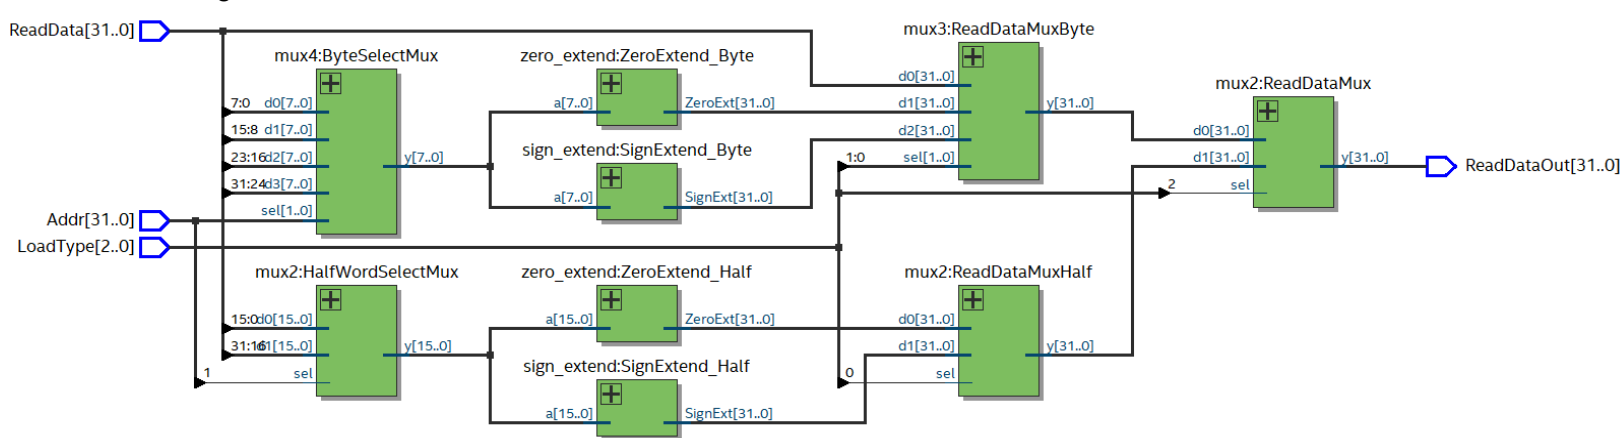 ReadData[31..0]
mux4:ByteSelectMux
7:0 d0[7..0]
15:8 d1[7..0]
23:16 d2[7..0]
31:24 d3[7..0]
sel[1..0]
y[7..0]
zero_extend:ZeroExtend_Byte
a[7..0] ZeroExt[31..0]
sign_extend:SignExtend_Byte
a[7..0] SignExt[31..0]
mux3:ReadDataMuxByte
d0[31..0]
d1[31..0]
d2[31..0]
1:0 sel[1..0]
y[31..0]
mux2:ReadDataMux
d0[31..0]
d1[31..0]
2 sel
y[31..0]
ReadDataOut[31..0]
Addr[31..0]
LoadType[2..0]
mux2:HalfWordSelectMux
15:0 d0[15..0]
31:16 d1[15..0]
1 sel
y[15..0]
zero_extend:ZeroExtend_Half
a[15..0] ZeroExt[31..0]
sign_extend:SignExtend_Half
a[15..0] SignExt[31..0]
mux2:ReadDataMuxHalf
d0[31..0]
d1[31..0]
0 sel
y[31..0]